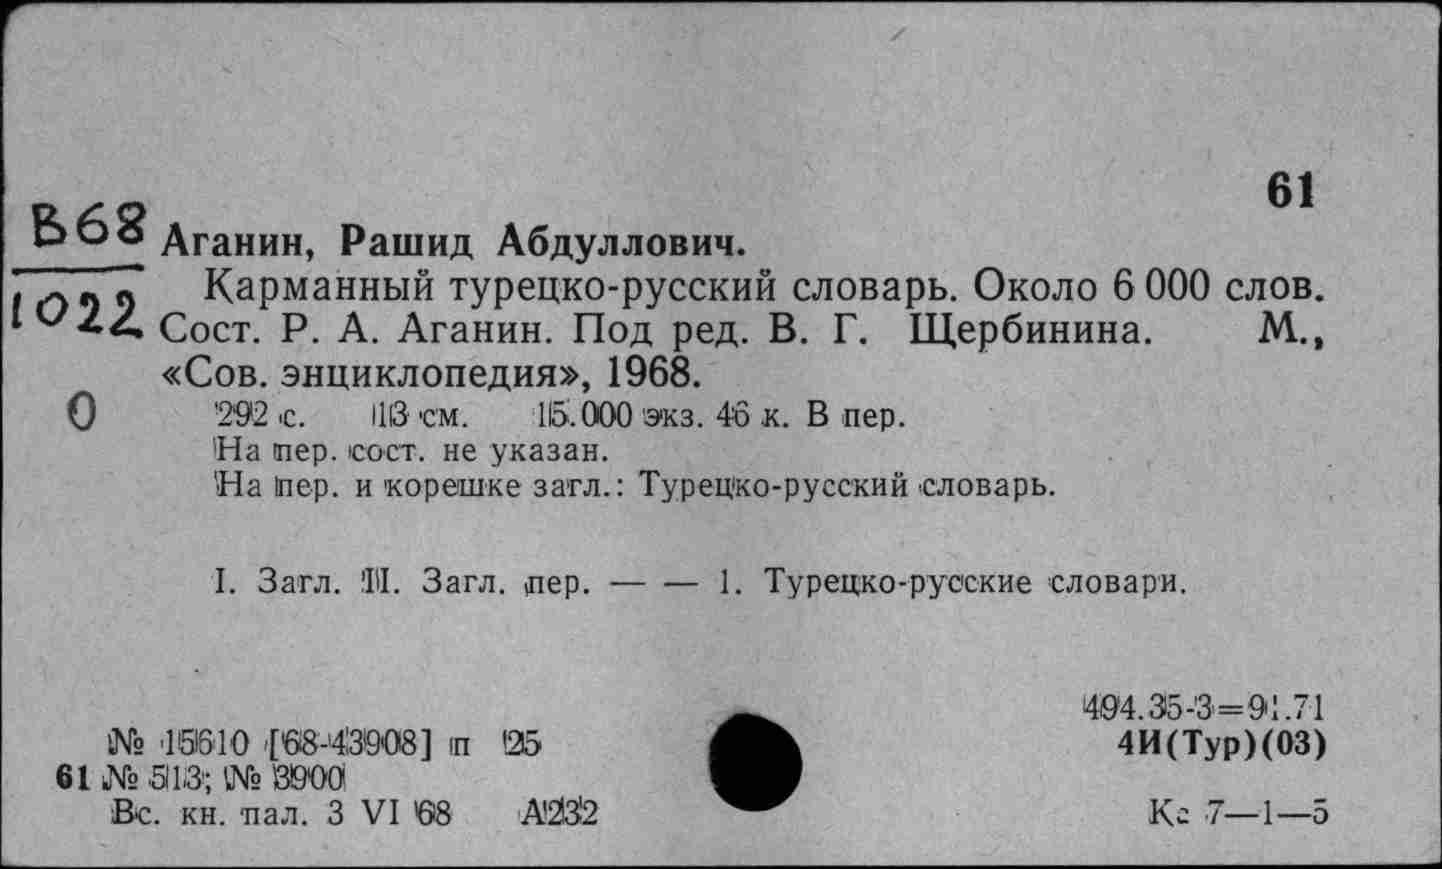 61
В68
1022
Аганин, Рашид Абдуллович.
Карманный турецко-русский словарь. Около 6 000 слов.
Сост. Р. А. Аганин. Под ред. В. Г. Щербинина. М.,
«Сов. энциклопедия», 1968.
О
292 с. 13 см. 15.000 экз. 46 к. В пер.
На пер. сост. не указан.
На пер. и корешке загл.: Турецко-русский словарь.
I. Загл. II. Загл. пер. — — 1. Турецко-русские словари.
494.35-3=91.71
№ 15610 [68-43908] п 25
4И(Тур)(03)
61 № 513; № 3900
Вс. кн. пал. 3 VI 68 А232
Кс 7—1—5